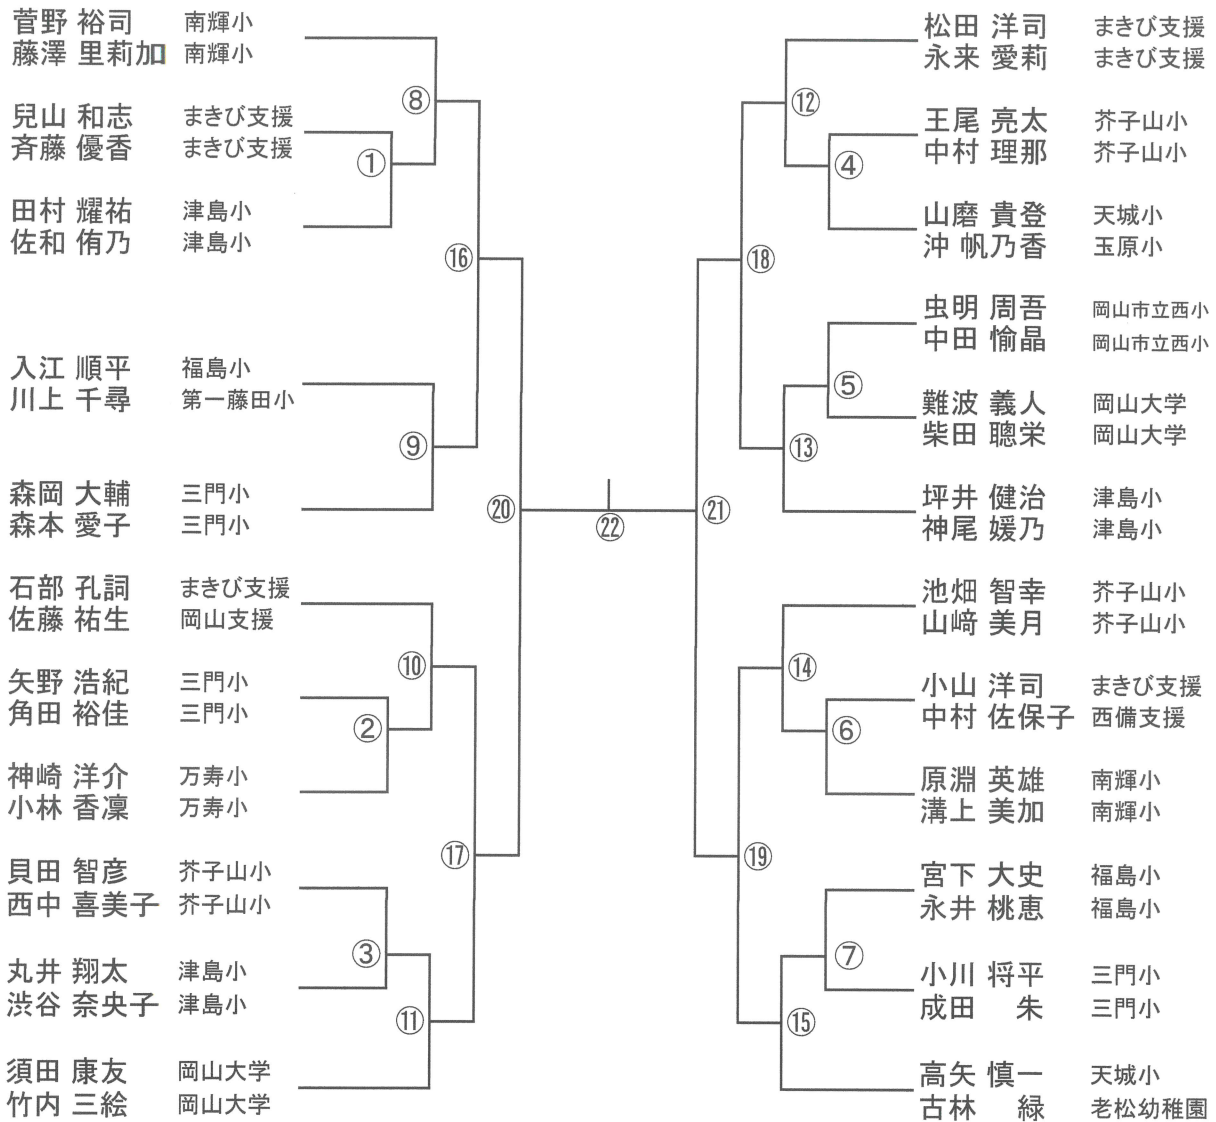 菅野 裕司 南輝小
藤澤 里莉加 南輝小
兒山 和志 まきび支援
斉藤 優香 まきび支援
田村 耀祐 津島小
佐和 侑乃 津島小
入江 順平 福島小
川上 千尋 第一藤田小
森岡 大輔 三門小
森本 愛子 三門小
石部 孔詞 まきび支援
佐藤 祐生 岡山支援
矢野 浩紀 三門小
角田 裕佳 三門小
神崎 洋介 万寿小
小林 香凜 万寿小
貝田 智彦 芥子山小
西中 喜美子 芥子山小
丸井 翔太 津島小
渋谷 奈央子 津島小
須田 康友 岡山大学
竹内 三絵 岡山大学
⑧
①
⑯
⑨
⑳
⑩
②
⑰
③
⑪
㉒
松田 洋司 まきび支援
永来 愛莉 まきび支援
王尾 亮太 芥子山小
中村 理那 芥子山小
山磨 貴登 天城小
沖 帆乃香 玉原小
虫明 周吾 岡山市立西小
中田 愉晶 岡山市立西小
難波 義人 岡山大学
柴田 聰栄 岡山大学
坪井 健治 津島小
神尾 媛乃 津島小
池畑 智幸 芥子山小
山﨑 美月 芥子山小
小山 洋司 まきび支援
中村 佐保子 西備支援
原淵 英雄 南輝小
溝上 美加 南輝小
宮下 大史 福島小
永井 桃恵 福島小
小川 将平 三門小
成田 朱 三門小
高矢 慎一 天城小
古林 緑 老松幼稚園
⑫
④
⑱
⑤
⑬
㉑
⑭
⑥
⑲
⑦
⑮